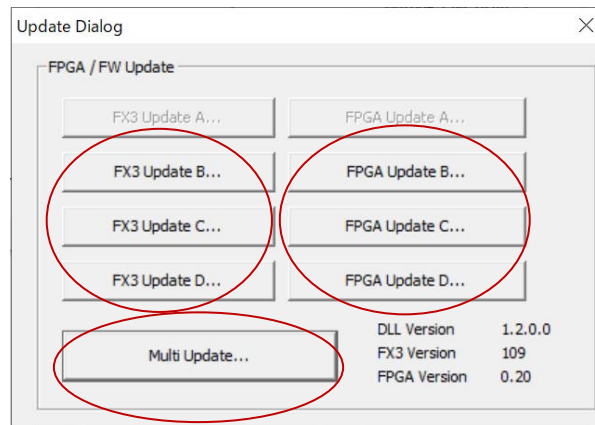 Update Dialog
FPGA / FW Update
FX3 Update A... FPGA Update A...
FX3 Update B... FPGA Update B...
FX3 Update C... FPGA Update C...
FX3 Update D... FPGA Update D...
Multi Update...
DLL Version 1.2.0.0
FX3 Version 109
FPGA Version 0.20